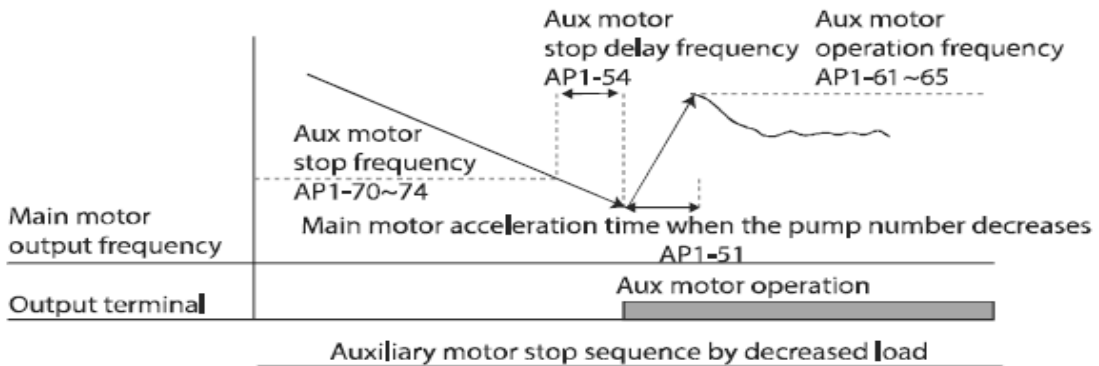 Aux motor
stop delay frequency
AP1-54
Aux motor
operation frequency
AP1-61~65
Aux motor
stop frequency
AP1-70~74
Main motor
output frequency
Main motor acceleration time when the pump number decreases
AP1-51
Output terminal
Aux motor operation
Auxiliary motor stop sequence by decreased load